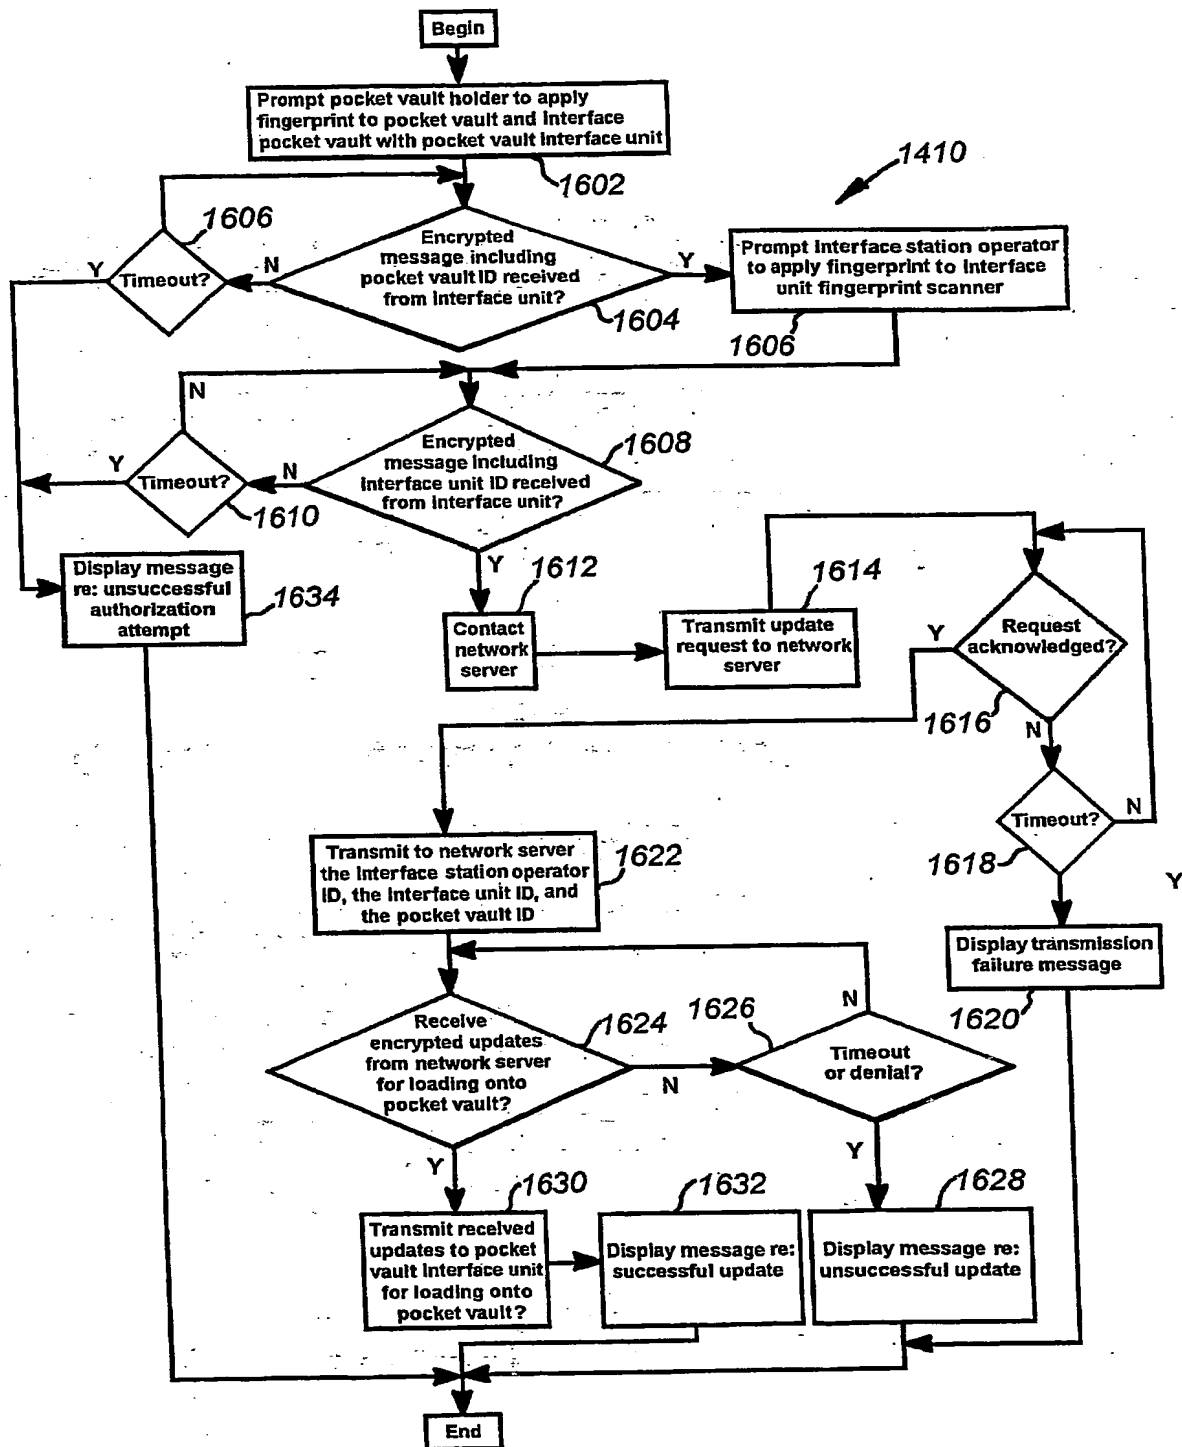 Begin
Prompt pocket vault holder to apply
fingerprint to pocket vault and interface
pocket vault with pocket vault interface unit
1602
1410
1606
Timeout?
Y
N
Encrypted
message including
pocket vault ID received
from interface unit?
1604
Y
Prompt interface station operator
to apply fingerprint to interface
unit fingerprint scanner
1606
N
Y
Timeout?
1610
N
Encrypted
message including
interface unit ID received
from interface unit?
1608
Y
Display message
re: unsuccessful
authorization
attempt
1634
1612
Contact
network
server
1614
Transmit update
request to network
server
Y
Request
acknowledged?
1616
N
Timeout?
N
1618
Y
Display transmission
failure message
1620
Transmit to network server
the interface station operator
ID, the interface unit ID, and
the pocket vault ID
1622
Receive
encrypted updates
from network server
for loading onto
pocket vault?
1624
N
1626
N
Timeout
or denial?
Y
Y
1630
Transmit received
updates to pocket
vault interface unit
for loading onto
pocket vault?
1632
Display message re:
successful update
1628
Display message re:
unsuccessful update
End